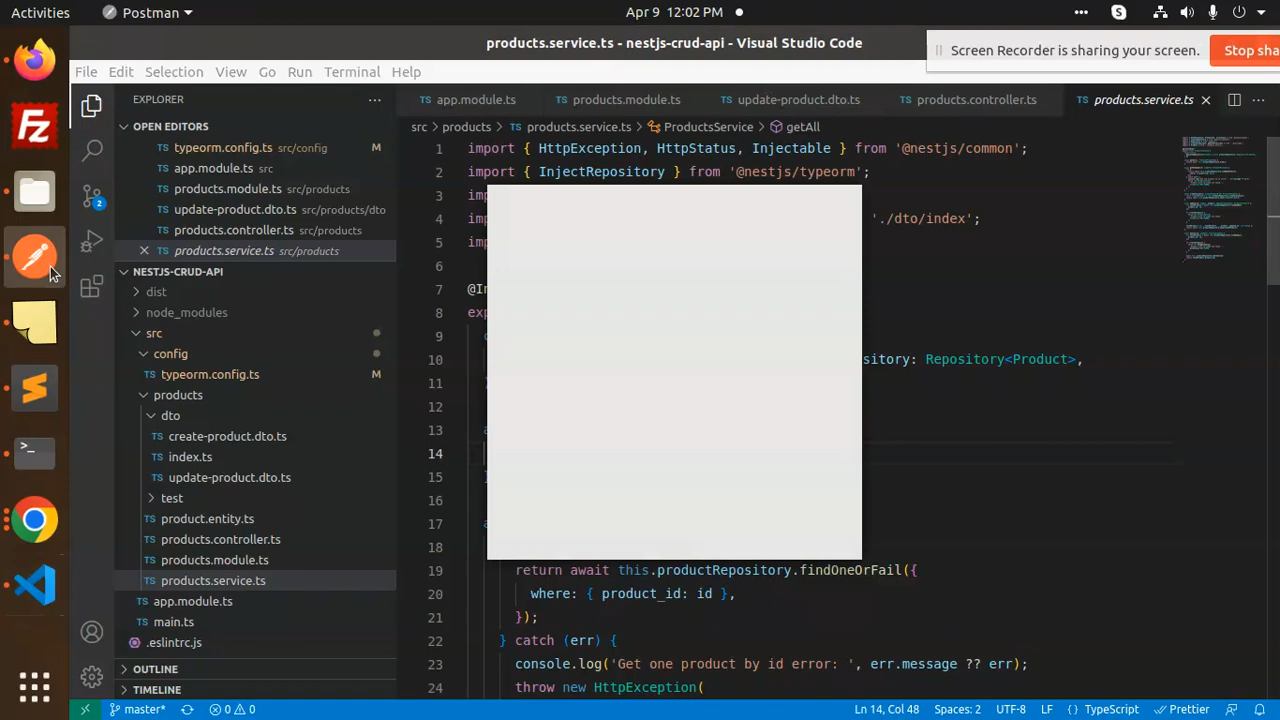 Activities
Postman
Apr 9 12:02 PM
products.service.ts - nestjs-crud-api - Visual Studio Code
Screen Recorder is sharing your screen.
Stop sha
File Edit Selection View Go Run Terminal Help
EXPLORER
OPEN EDITORS
typeorm.config.ts src/config M
app.module.ts src
products.module.ts src/products
update-product.dto.ts src/products/dto
products.controller.ts src/products
products.service.ts src/products
NESTJS-CRUD-API
dist
node_modules
src
config
typeorm.config.ts M
products
dto
create-product.dto.ts
index.ts
update-product.dto.ts
test
product.entity.ts
products.controller.ts
products.module.ts
products.service.ts
app.module.ts
main.ts
.eslintrc.js
OUTLINE
TIMELINE
app.module.ts
products.module.ts
update-product.dto.ts
products.controller.ts
products.service.ts
src products products.service.ts ProductsService getAll
1 import { HttpException, HttpStatus, Injectable } from '@nestjs/common';
2 import { InjectRepository } from '@nestjs/typeorm';
3 imp
4 imp './dto/index';
5 imp
6
7 @In
8 exp
9 c
10 sitory: Repository<Product>,
11
12
13 a
14
15 }
16
17 a
18
19 return await this.productRepository.findOneOrFail({
20 where: { product_id: id },
21 });
22 } catch (err) {
23 console.log('Get one product by id error: ', err.message ?? err);
24 throw new HttpException(
2
master* 0 0 Ln 14, Col 48 Spaces: 2 UTF-8 LF { } TypeScript Prettier